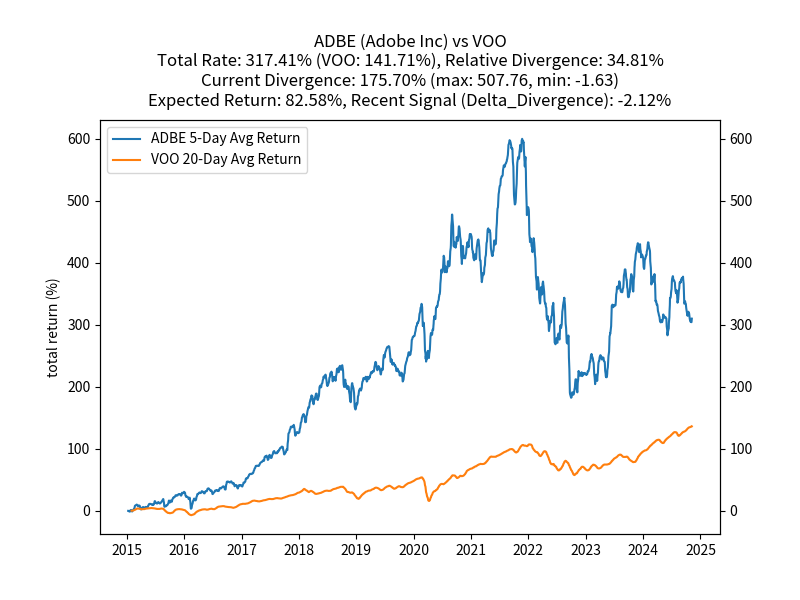 ADBE (Adobe Inc) vs VOO
Total Rate: 317.41% (VOO: 141.71%), Relative Divergence: 34.81%
Current Divergence: 175.70% (max: 507.76, min: -1.63)
Expected Return: 82.58%, Recent Signal (Delta_Divergence): -2.12%
ADBE 5-Day Avg Return
VOO 20-Day Avg Return
total return (%)
600 600
500 500
400 400
300 300
200 200
100 100
0 0
2015 2016 2017 2018 2019 2020 2021 2022 2023 2024 2025